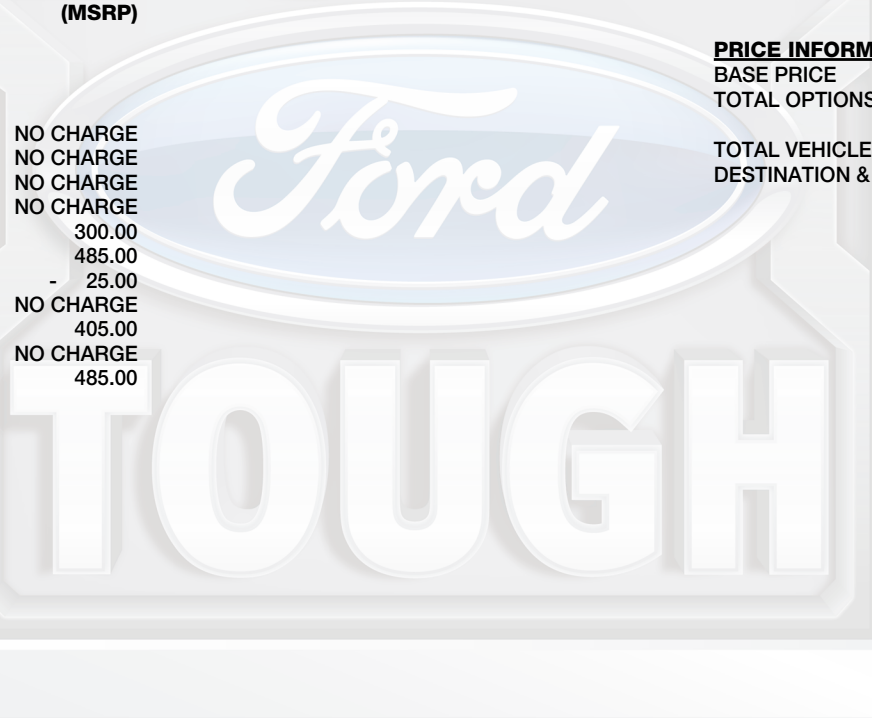 (MSRP)
NO CHARGE
NO CHARGE
NO CHARGE
NO CHARGE
300.00
485.00
- 25.00
NO CHARGE
405.00
NO CHARGE
485.00
PRICE INFORM
BASE PRICE
TOTAL OPTIONS
TOTAL VEHICLE
DESTINATION &
Ford
TOUGH